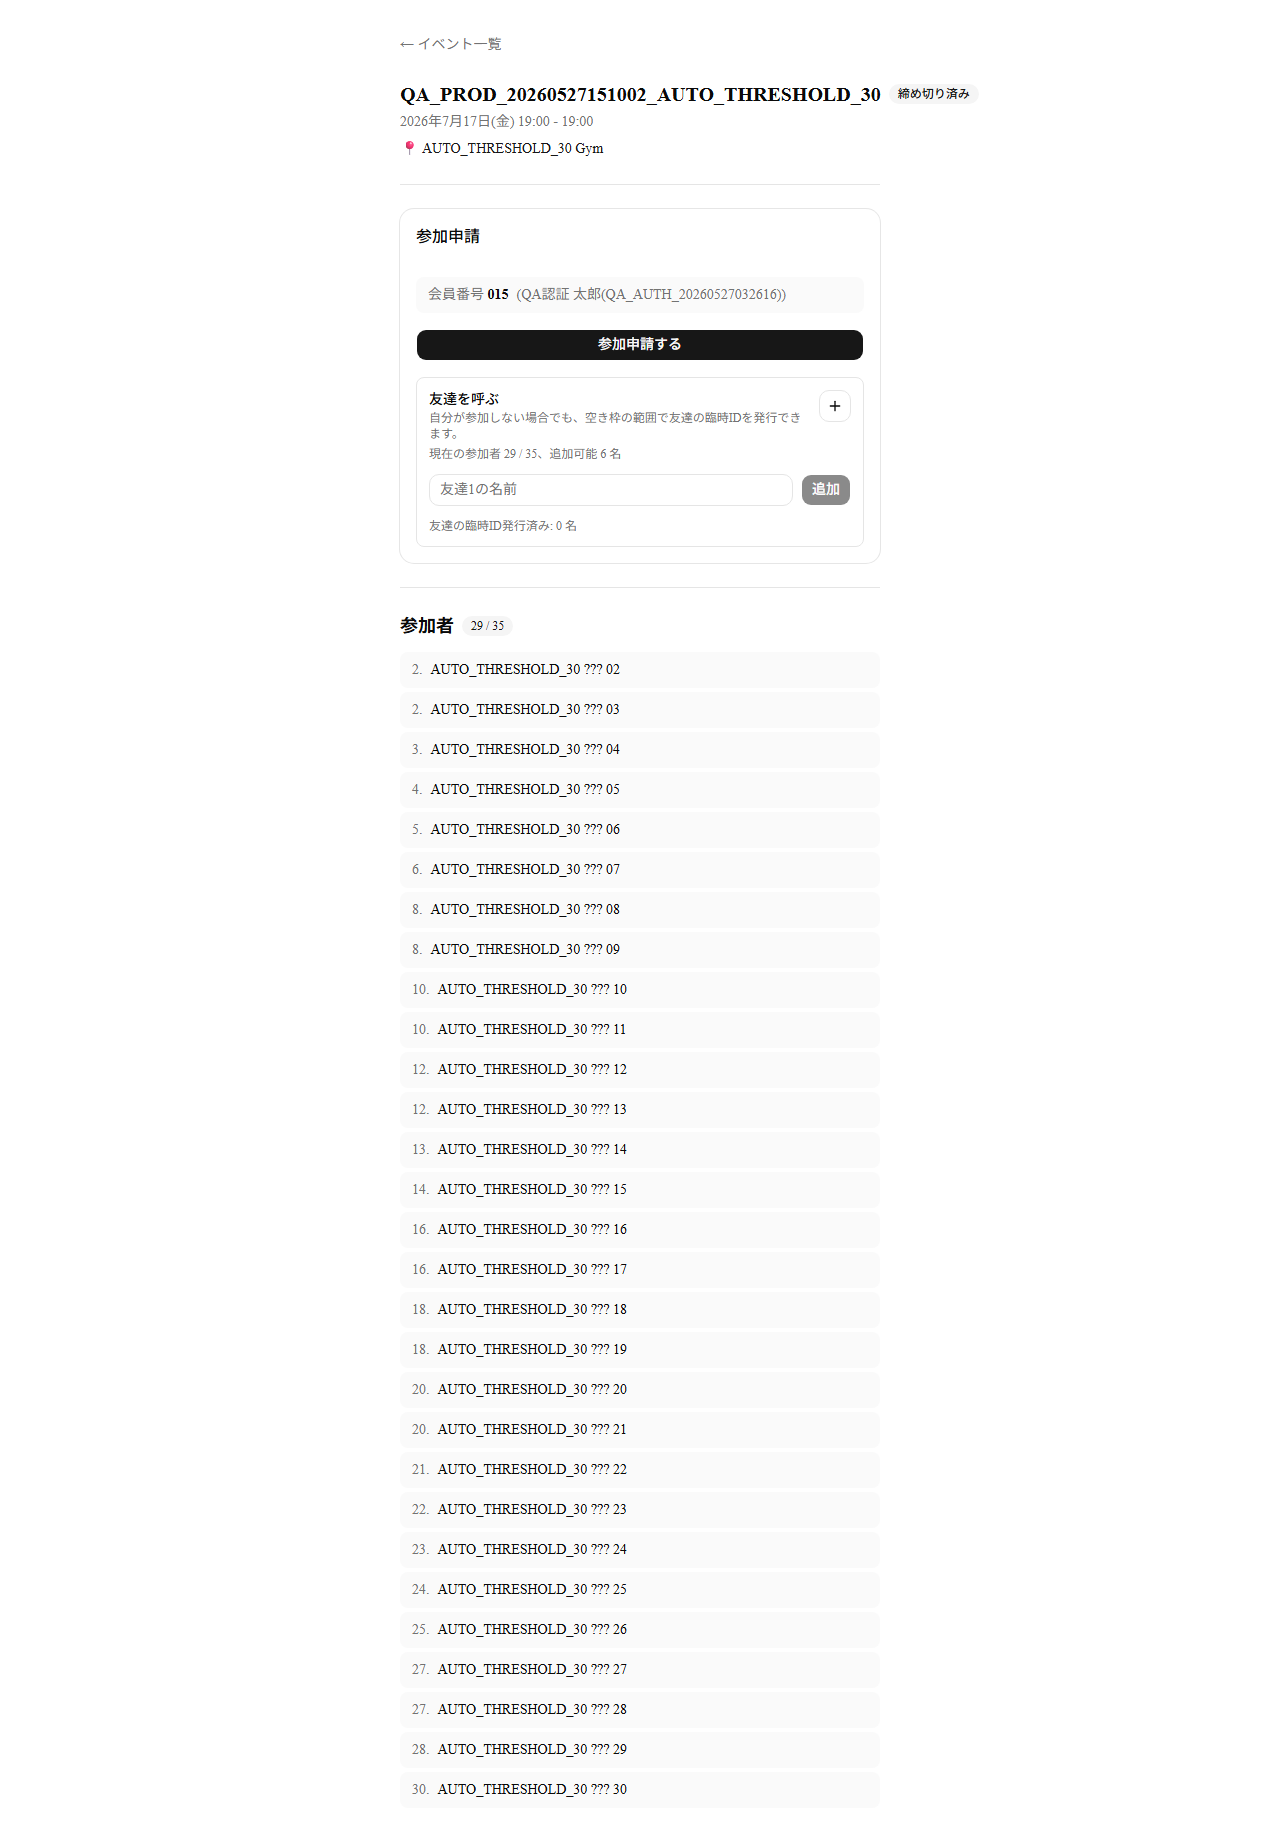 ← イベント一覧
QA_PROD_20260527151002_AUTO_THRESHOLD_30 締め切り済み
2026年7月17日(金) 19:00 - 19:00
📍 AUTO_THRESHOLD_30 Gym
参加申請
会員番号 015 (QA認証 太郎(QA_AUTH_20260527032616))
参加申請する
友達を呼ぶ
自分が参加しない場合でも、空き枠の範囲で友達の臨時IDを発行でき
ます。
現在の参加者 29 / 35、追加可能 6 名
友達1の名前 追加
友達の臨時ID発行済み: 0 名
参加者 29 / 35
2. AUTO_THRESHOLD_30 ??? 02
2. AUTO_THRESHOLD_30 ??? 03
3. AUTO_THRESHOLD_30 ??? 04
4. AUTO_THRESHOLD_30 ??? 05
5. AUTO_THRESHOLD_30 ??? 06
6. AUTO_THRESHOLD_30 ??? 07
8. AUTO_THRESHOLD_30 ??? 08
8. AUTO_THRESHOLD_30 ??? 09
10. AUTO_THRESHOLD_30 ??? 10
10. AUTO_THRESHOLD_30 ??? 11
12. AUTO_THRESHOLD_30 ??? 12
12. AUTO_THRESHOLD_30 ??? 13
13. AUTO_THRESHOLD_30 ??? 14
14. AUTO_THRESHOLD_30 ??? 15
16. AUTO_THRESHOLD_30 ??? 16
16. AUTO_THRESHOLD_30 ??? 17
18. AUTO_THRESHOLD_30 ??? 18
18. AUTO_THRESHOLD_30 ??? 19
20. AUTO_THRESHOLD_30 ??? 20
20. AUTO_THRESHOLD_30 ??? 21
21. AUTO_THRESHOLD_30 ??? 22
22. AUTO_THRESHOLD_30 ??? 23
23. AUTO_THRESHOLD_30 ??? 24
24. AUTO_THRESHOLD_30 ??? 25
25. AUTO_THRESHOLD_30 ??? 26
27. AUTO_THRESHOLD_30 ??? 27
27. AUTO_THRESHOLD_30 ??? 28
28. AUTO_THRESHOLD_30 ??? 29
30. AUTO_THRESHOLD_30 ??? 30